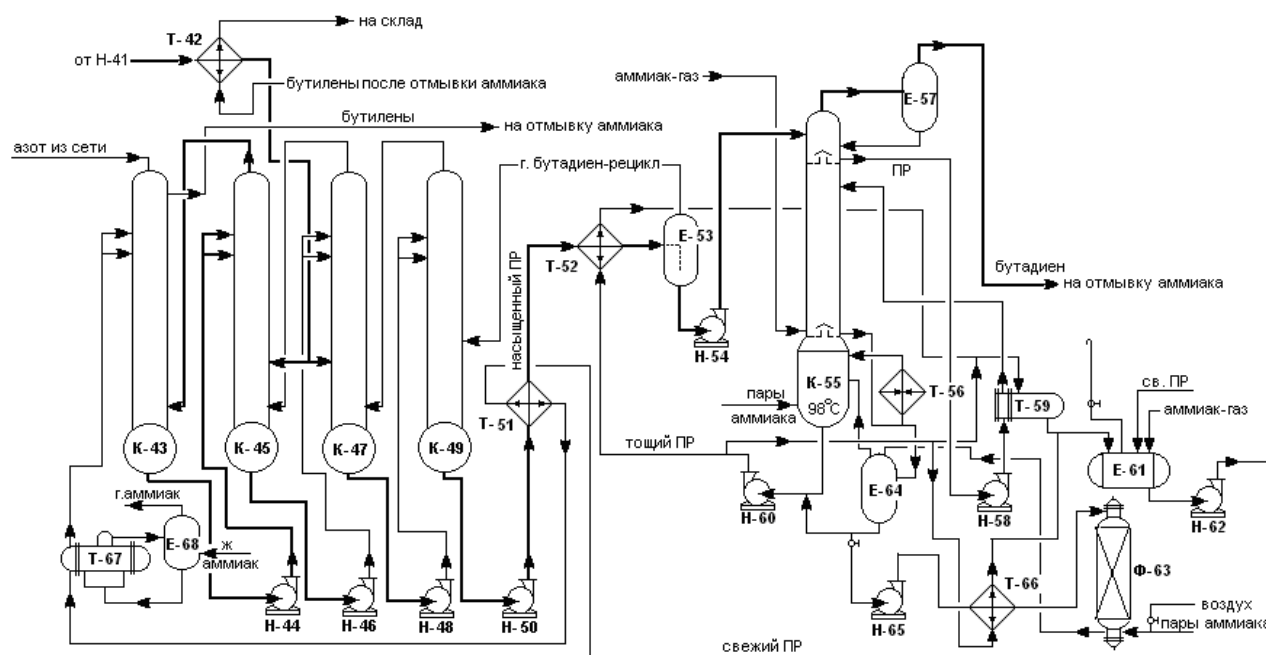 на склад
Т-42
от Н-41
бутилены после отмывки аммиака
бутилены
на отмывку аммиака
азот из сети
г. бутадиен-рецикл
аммиак-газ
Е-57
ПР
Е-53
Т-52
насыщенный ПР
Н-54
бутадиен
на отмывку аммиака
К-55
98°С
Т-56
пары
аммиака
Т-51
св. ПР
аммиак-газ
Т-59
К-43
К-45
К-47
К-49
тощий ПР
Е-61
Е-64
Н-60
Н-58
Н-62
г.аммиак
Е-68
ж
аммиак
Т-67
Н-44
Н-46
Н-48
Н-50
Т-66
Ф-63
Н-65
воздух
пары аммиака
свежий ПР